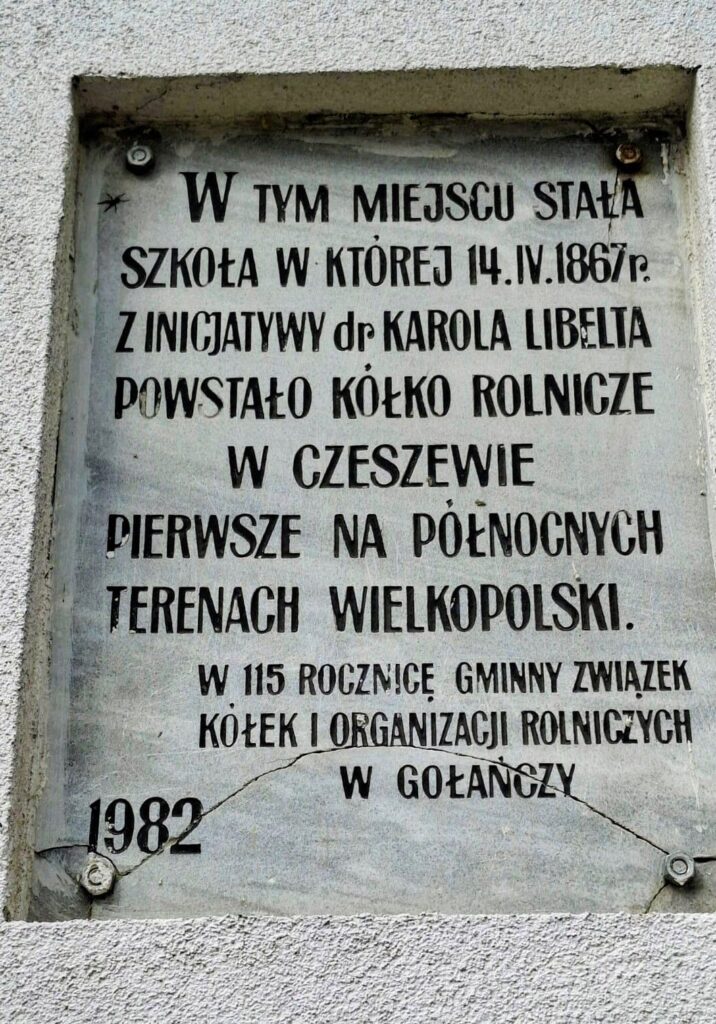 W TYM MIEJSCU STAŁA
SZKOŁA W KTÓREJ 14.IV.1867r.
Z INICJATYWY dr KAROLA LIBELTA
POWSTAŁO KÓŁKO ROLNICZE
W CZESZEWIE
PIERWSZE NA PÓŁNOCNYCH
TERENACH WIELKOPOLSKI.
W 115 ROCZNICĘ GMINNY ZWIĄZEK
KÓŁEK I ORGANIZACJI ROLNICZYCH
W GOŁAŃCZY
1982